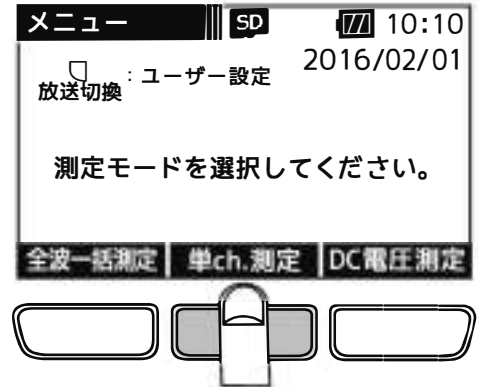 メニュー SD 10:10
2016/02/01
放送切換 : ユーザー設定
測定モードを選択してください。
全波一括測定 単ch.測定 DC電圧測定